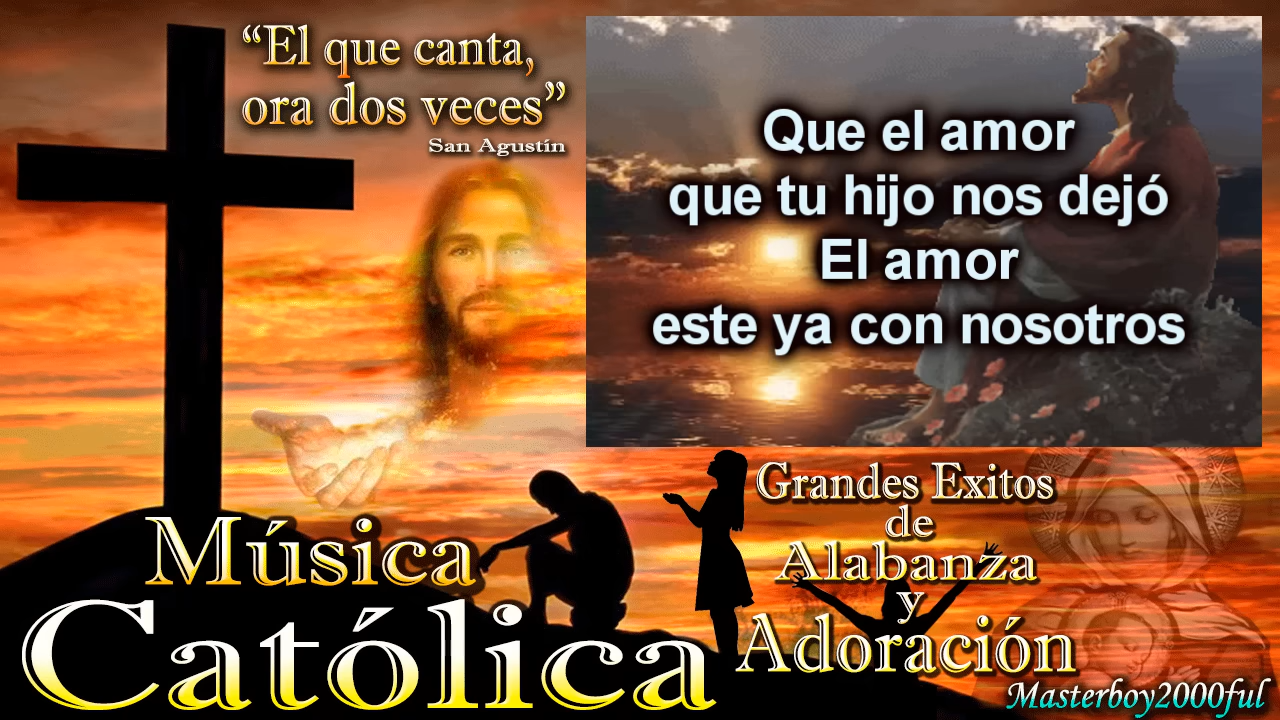 “El que canta,
ora dos veces”
San Agustín
Que el amor
que tu hijo nos dejó
El amor
este ya con nosotros
Música
Católica
Grandes Exitos
de
Alabanza
y
Adoración
Masterboy2000ful